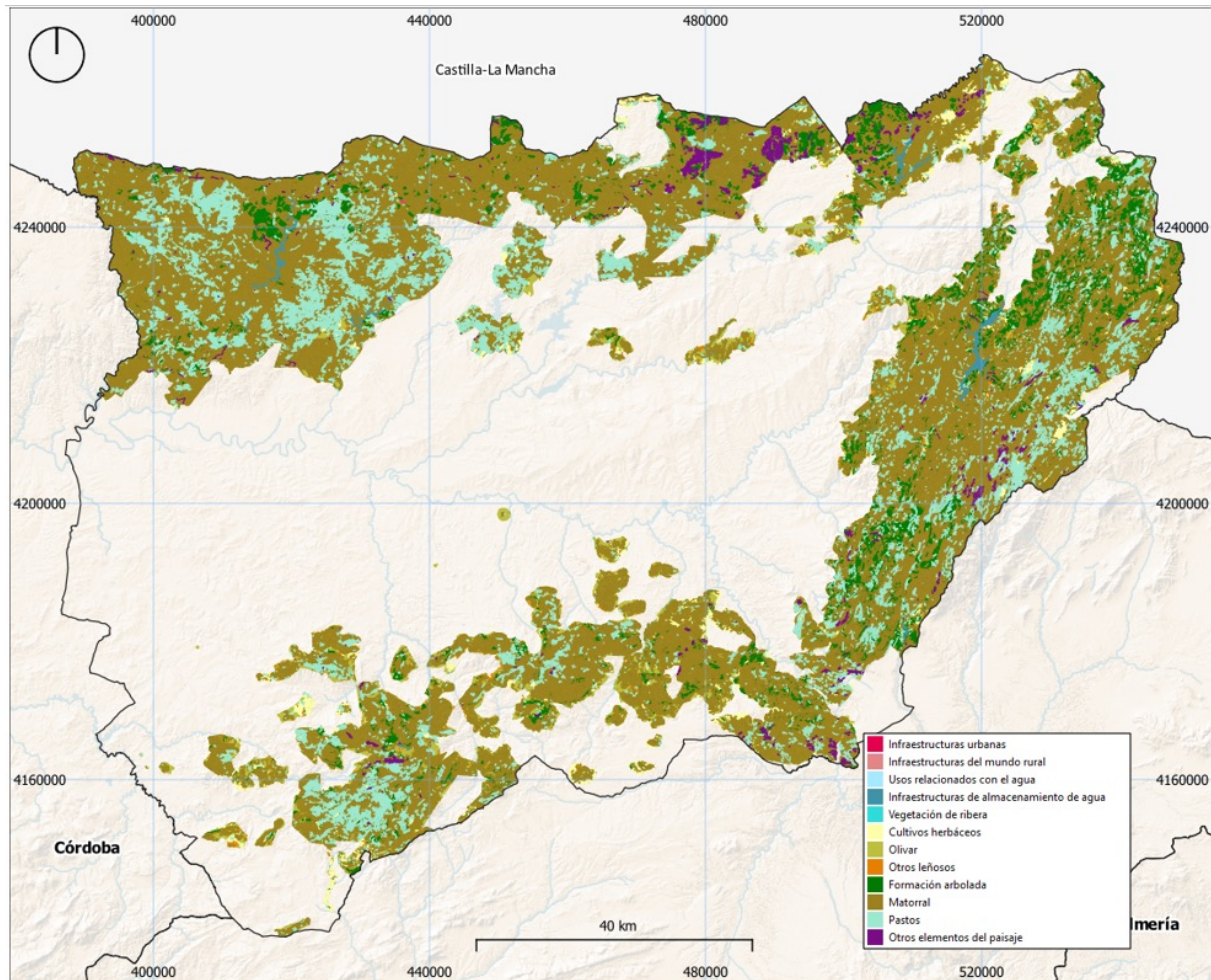 400000
440000
480000
520000
Castilla-La Mancha
4240000
4240000
4200000
4200000
4160000
4160000
Infraestructuras urbanas
Infraestructuras del mundo rural
Usos relacionados con el agua
Infraestructuras de almacenamiento de agua
Vegetación de ribera
Cultivos herbáceos
Olivar
Otros leñosos
Formación arbolada
Matorral
Pastos
Otros elementos del paisaje
Córdoba
40 km
lmería
400000
440000
480000
520000